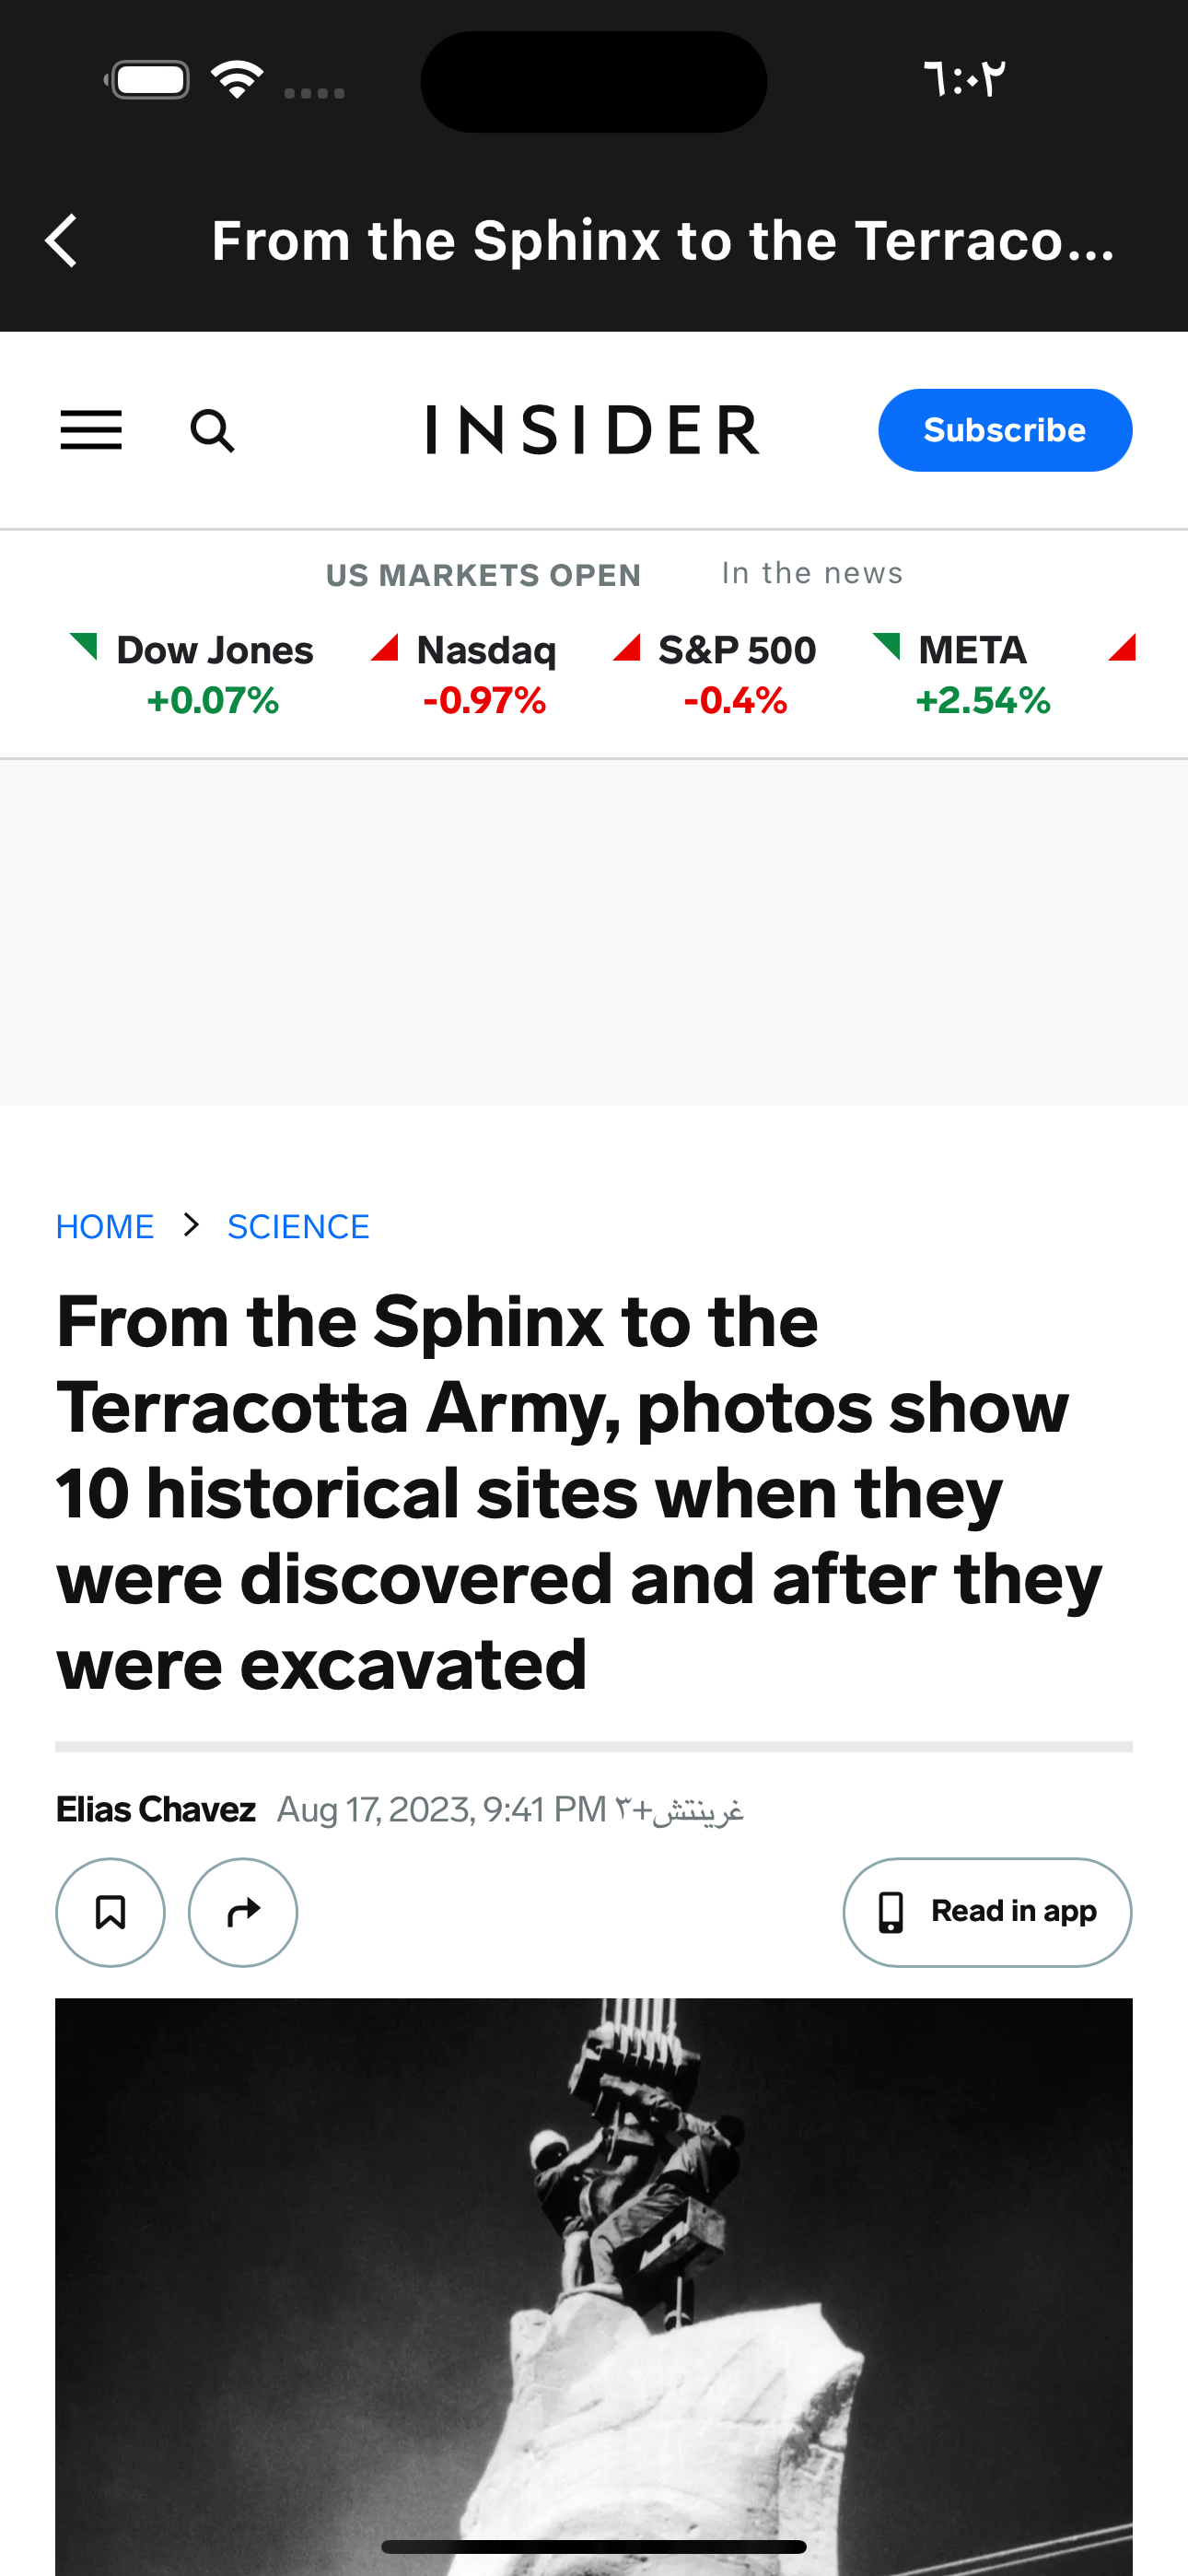 ٦:٠٢
From the Sphinx to the Terraco...
INSIDER
Subscribe
US MARKETS OPEN In the news
Dow Jones Nasdaq S&P 500 META
+0.07% -0.97% -0.4% +2.54%
HOME > SCIENCE
From the Sphinx to the
Terracotta Army, photos show
10 historical sites when they
were discovered and after they
were excavated
Elias Chavez Aug 17, 2023, 9:41 PM غرينتش+٣
Read in app